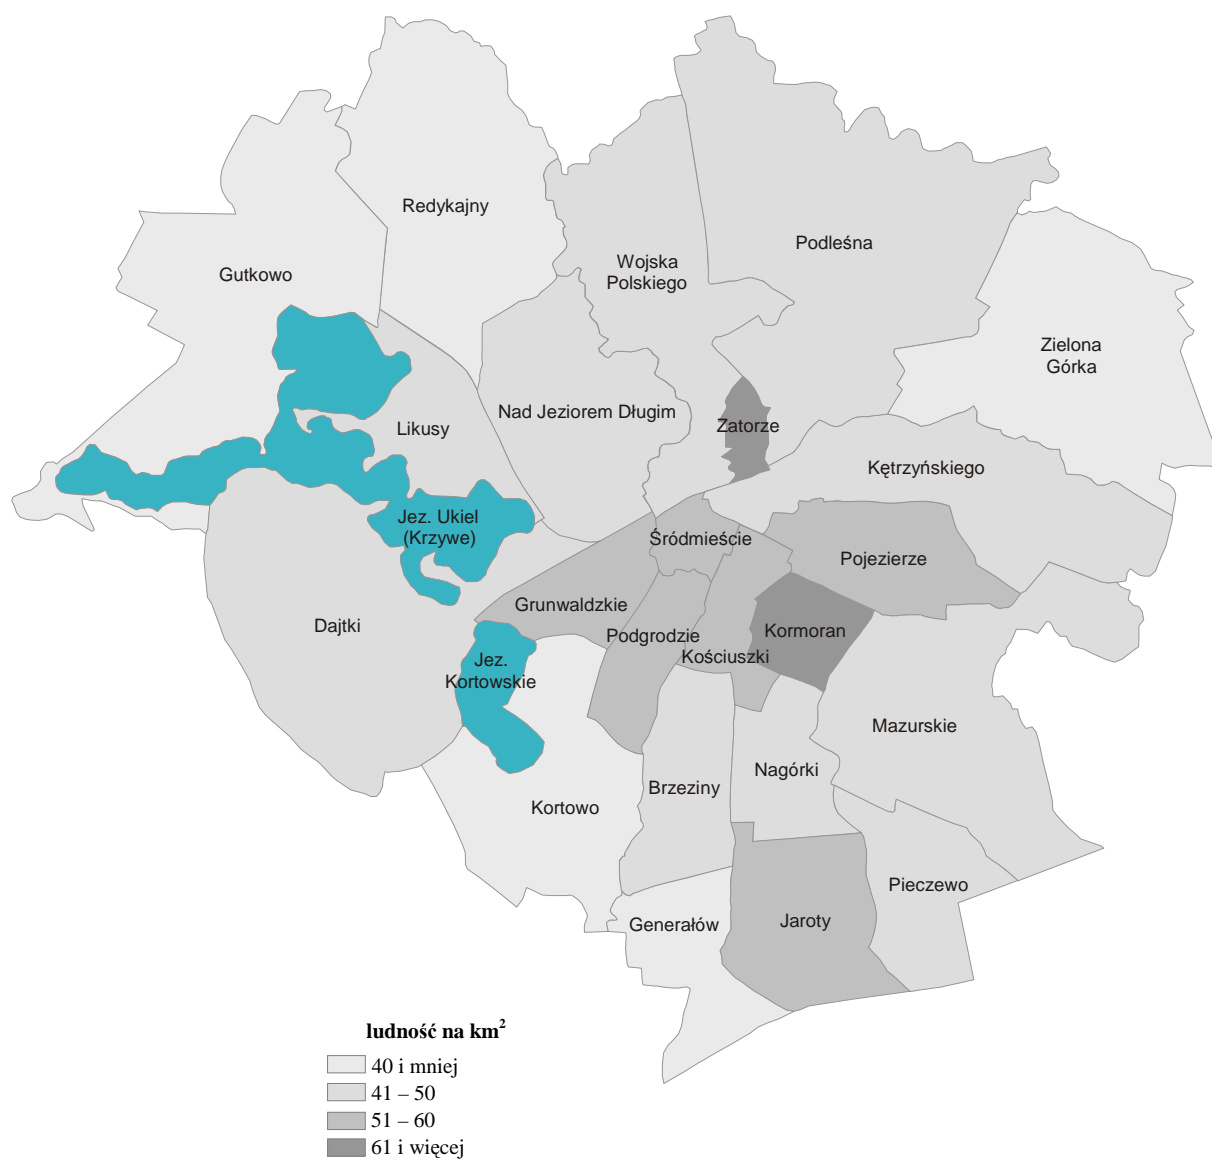 Redykajny
Podleśna
Wojska
Polskiego
Gutkowo
Zielona
Górka
Nad Jeziorem Długim
Zatorze
Likusy
Kętrzyńskiego
Jez. Ukiel
(Krzywe)
Śródmieście
Pojezierze
Grunwaldzkie
Dajtki
Podgrodzie
Kormoran
Kościuszki
Jez.
Kortowskie
Mazurskie
Nagórki
Brzeziny
Kortowo
Pieczewo
Generałów
Jaroty
ludność na km²
40 i mniej
41 – 50
51 – 60
61 i więcej